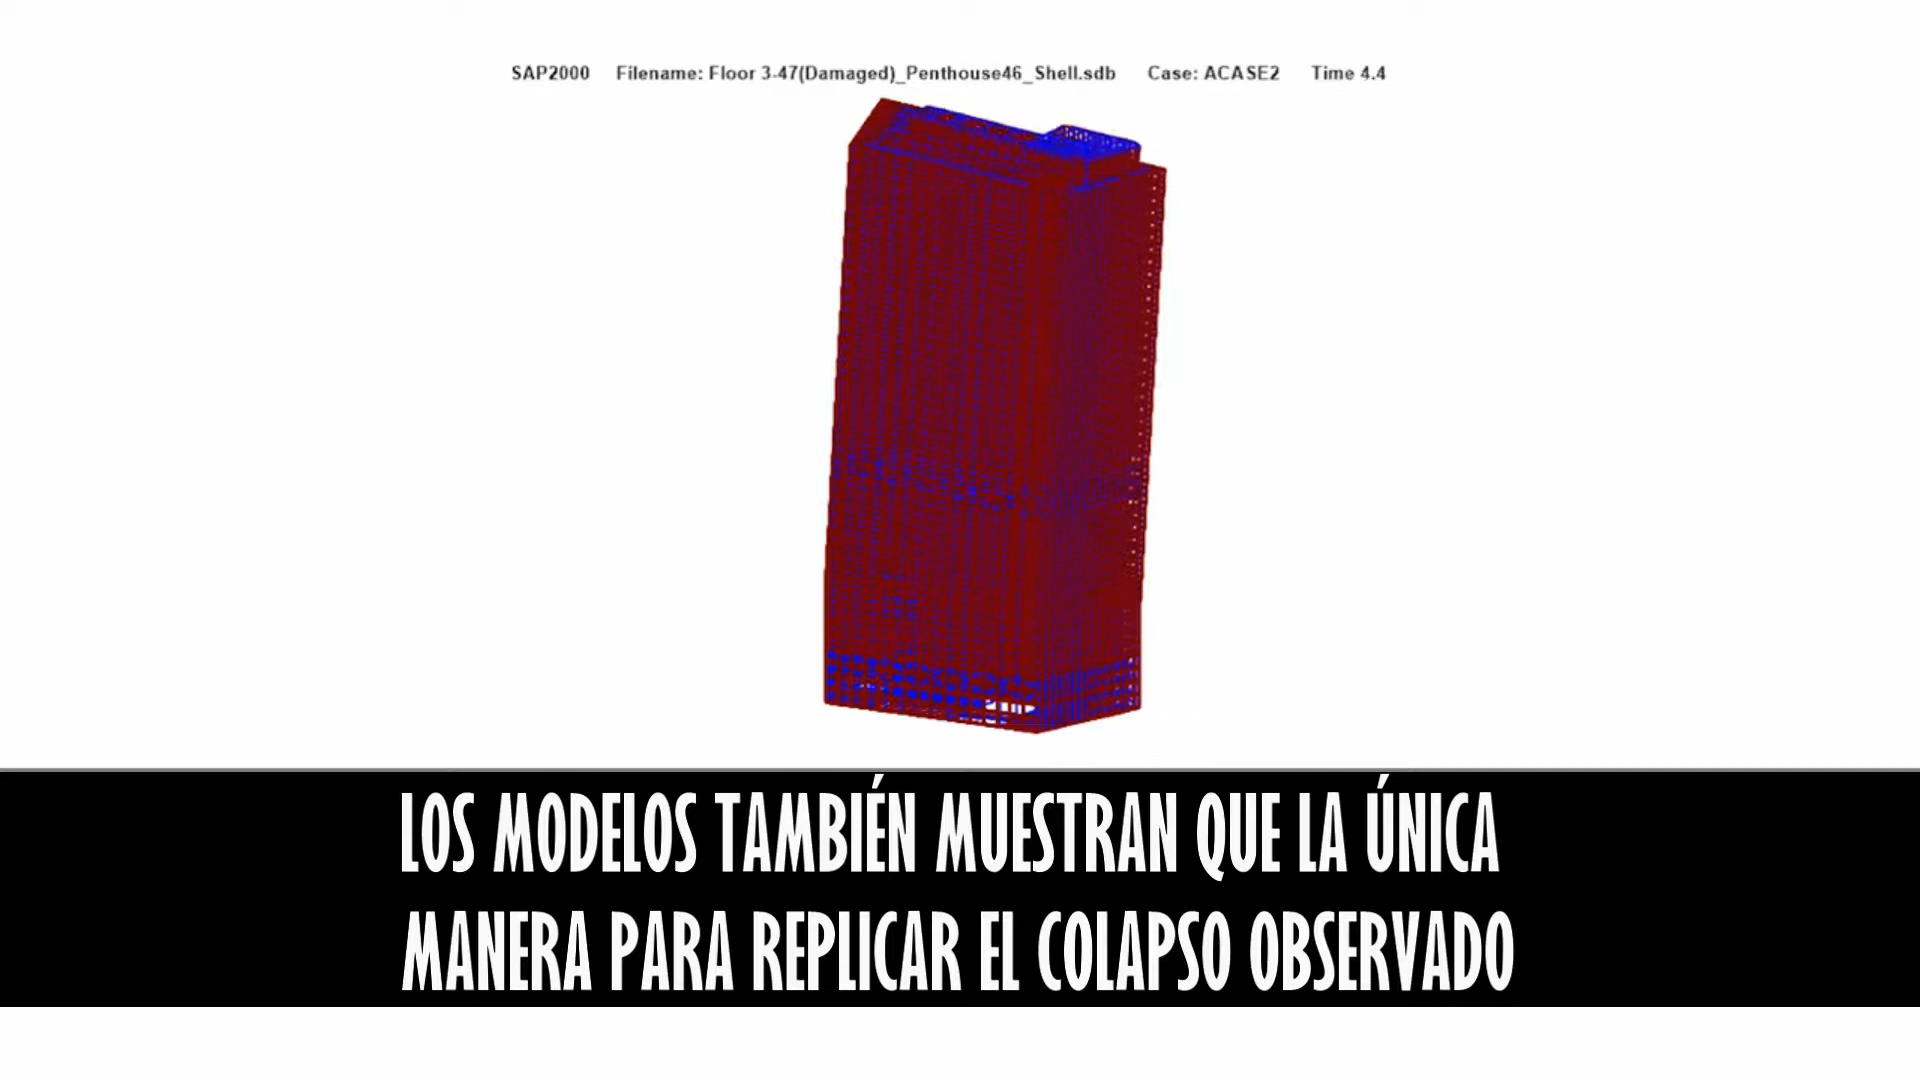 SAP2000 Filename: Floor 3-47(Damaged)_Penthouse46_Shell.sdb Case: ACASE2 Time 4.4
LOS MODELOS TAMBIÉN MUESTRAN QUE LA ÚNICA
MANERA PARA REPLICAR EL COLAPSO OBSERVADO